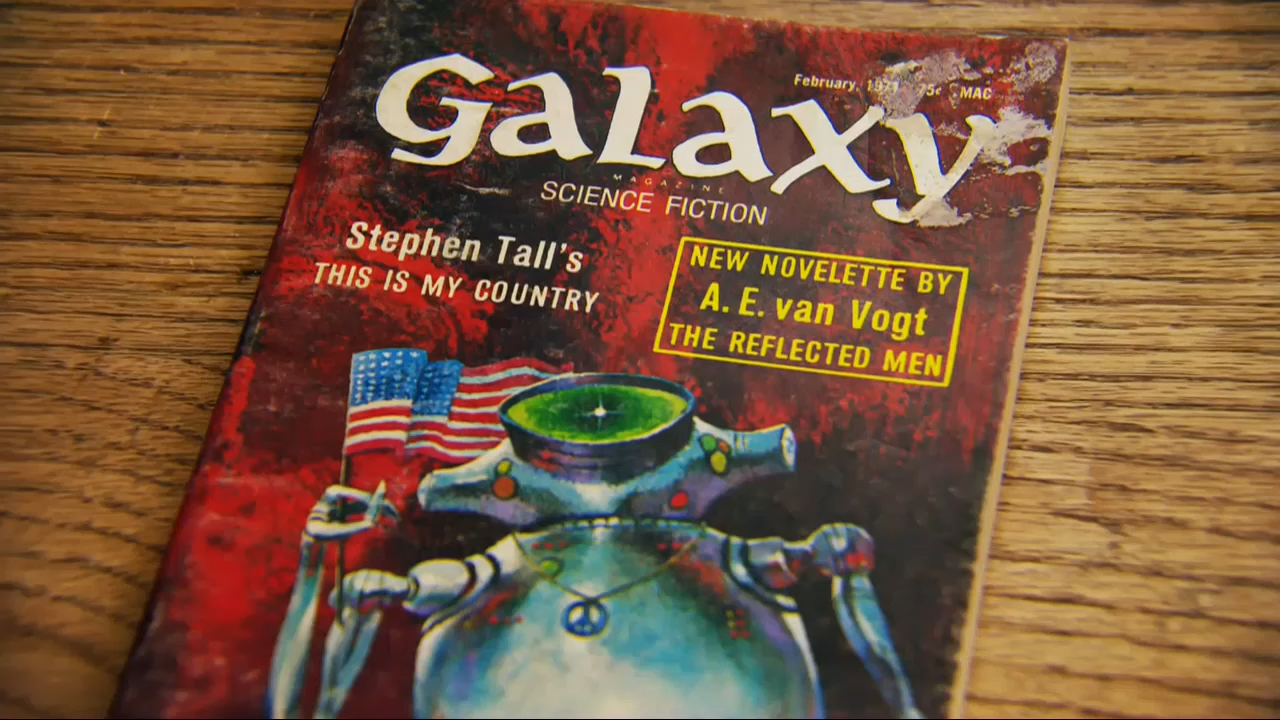 Galaxy
February, 1971 75¢ MAC
MAGAZINE
SCIENCE FICTION
Stephen Tall's
THIS IS MY COUNTRY
NEW NOVELETTE BY
A. E. van Vogt
THE REFLECTED MEN